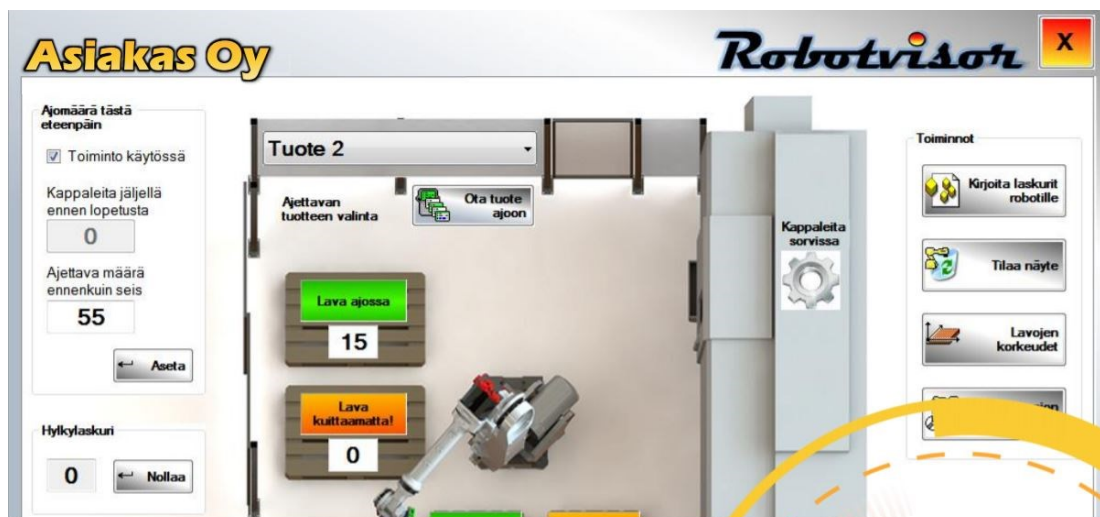 Asiakas Oy
Robotvisor
X
Ajomäärä tästä
eteenpäin
Toiminto käytössä
Kappaleita jäljellä
ennen lopetusta
0
Ajettava määrä
ennenkuin seis
55
Aseta
Hylkylaskuri
0
Nollaa
Tuote 2
Ajettavan
tuotteen valinta
Ota tuote
ajoon
Lava ajossa
15
Lava
kuittaamatta!
0
Kappaleita
sorvissa
Toiminnot
Kirjoita laskurit
robotille
Tilaa näyte
Lavojen
korkeudet